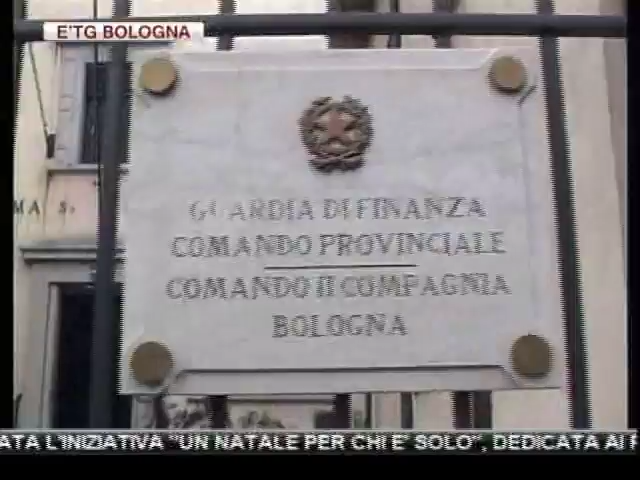 E'TG BOLOGNA
GUARDIA DI FINANZA
COMANDO PROVINCIALE
COMANDO II COMPAGNIA
BOLOGNA
MA S.
ATA L'INIZIATIVA "UN NATALE PER CHI E' SOLO", DEDICATA AI